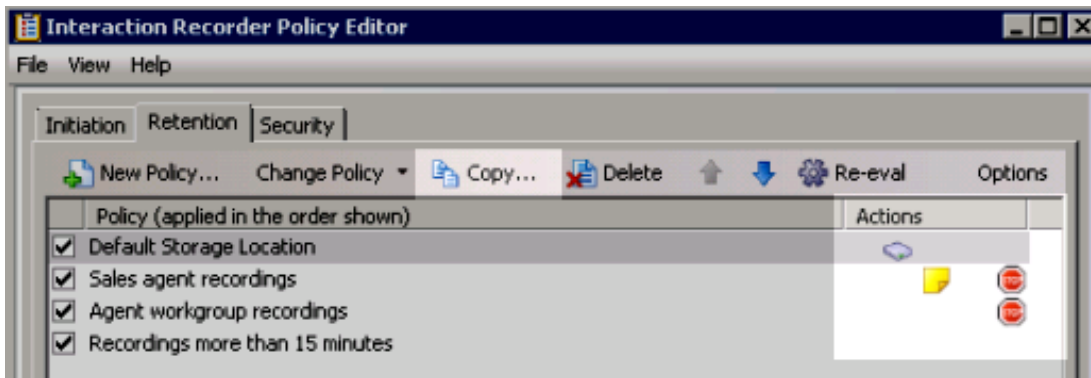 Interaction Recorder Policy Editor
File View Help
Initiation Retention Security
New Policy... Change Policy Copy... Delete Re-eval Options
Policy (applied in the order shown) Actions
Default Storage Location
Sales agent recordings
STOP
Agent workgroup recordings
STOP
Recordings more than 15 minutes